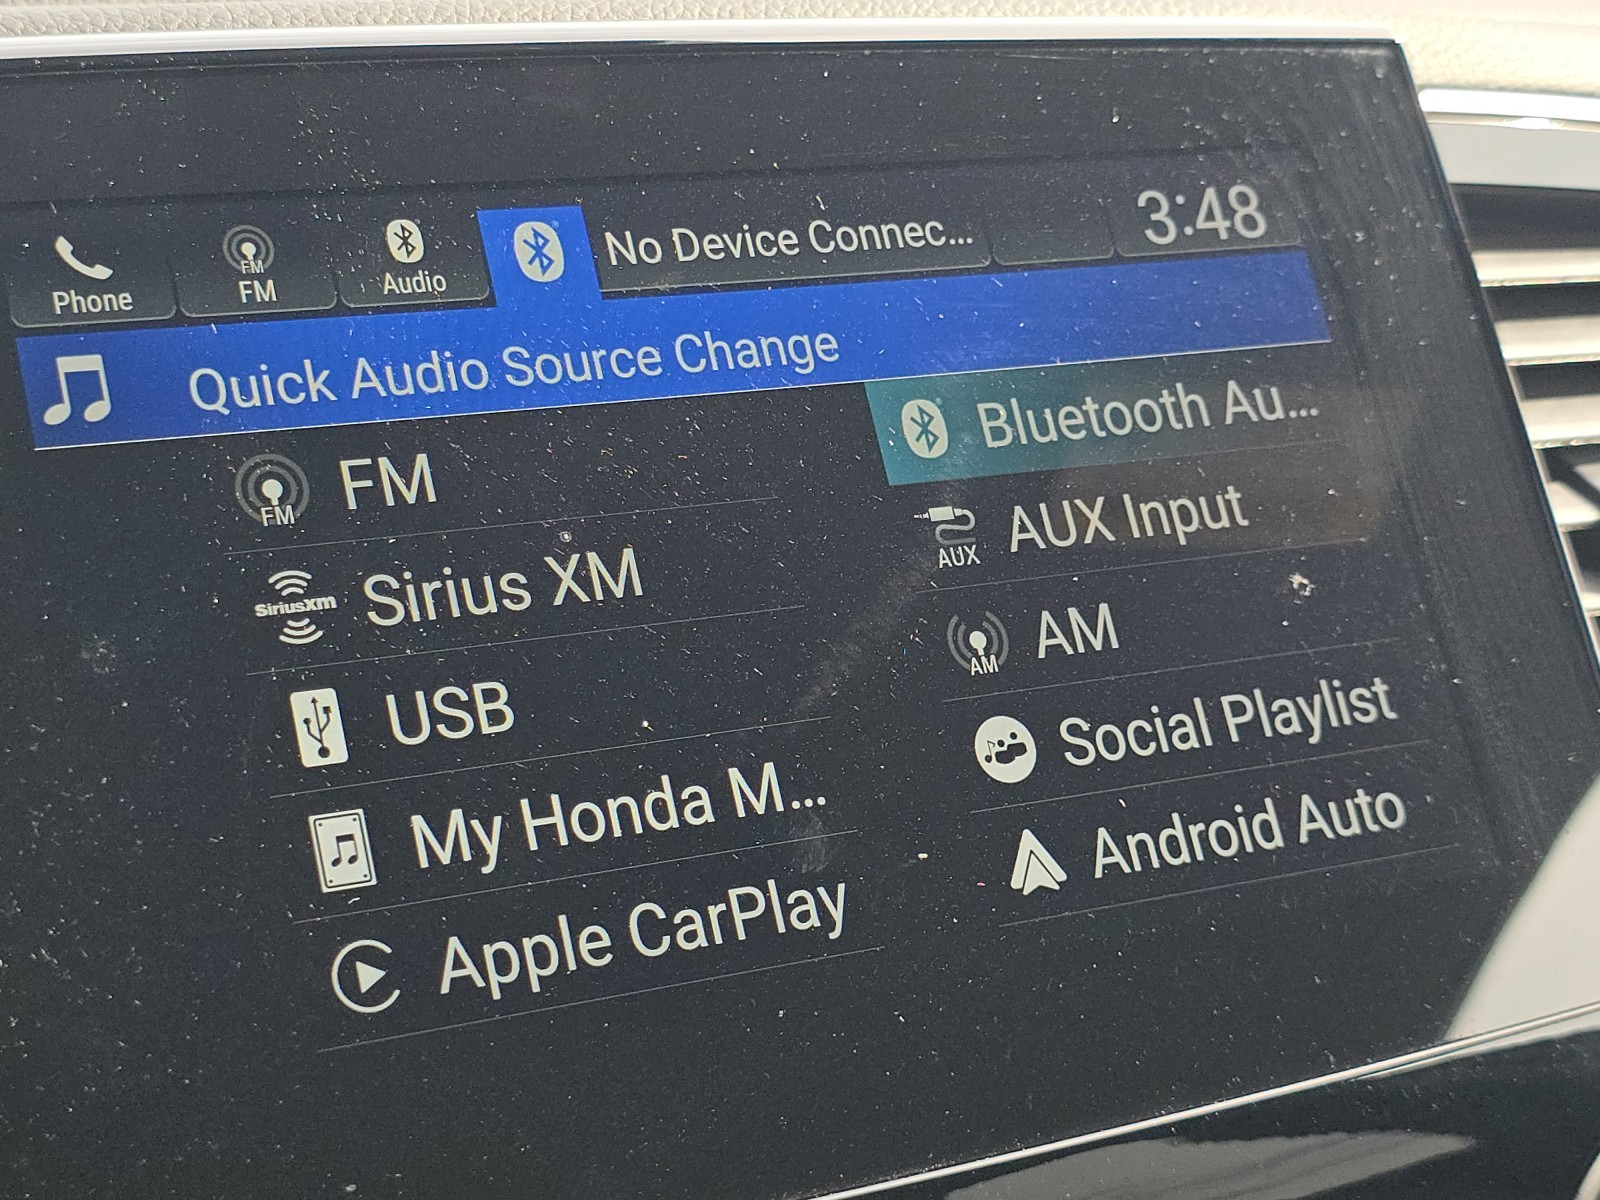 Phone
FM
FM
Audio
No Device Connec...
3:48
Quick Audio Source Change
FM
FM
Bluetooth Au...
SiriusXm
Sirius XM
AUX
AUX Input
USB
AM
AM
My Honda M...
Social Playlist
Apple CarPlay
Android Auto